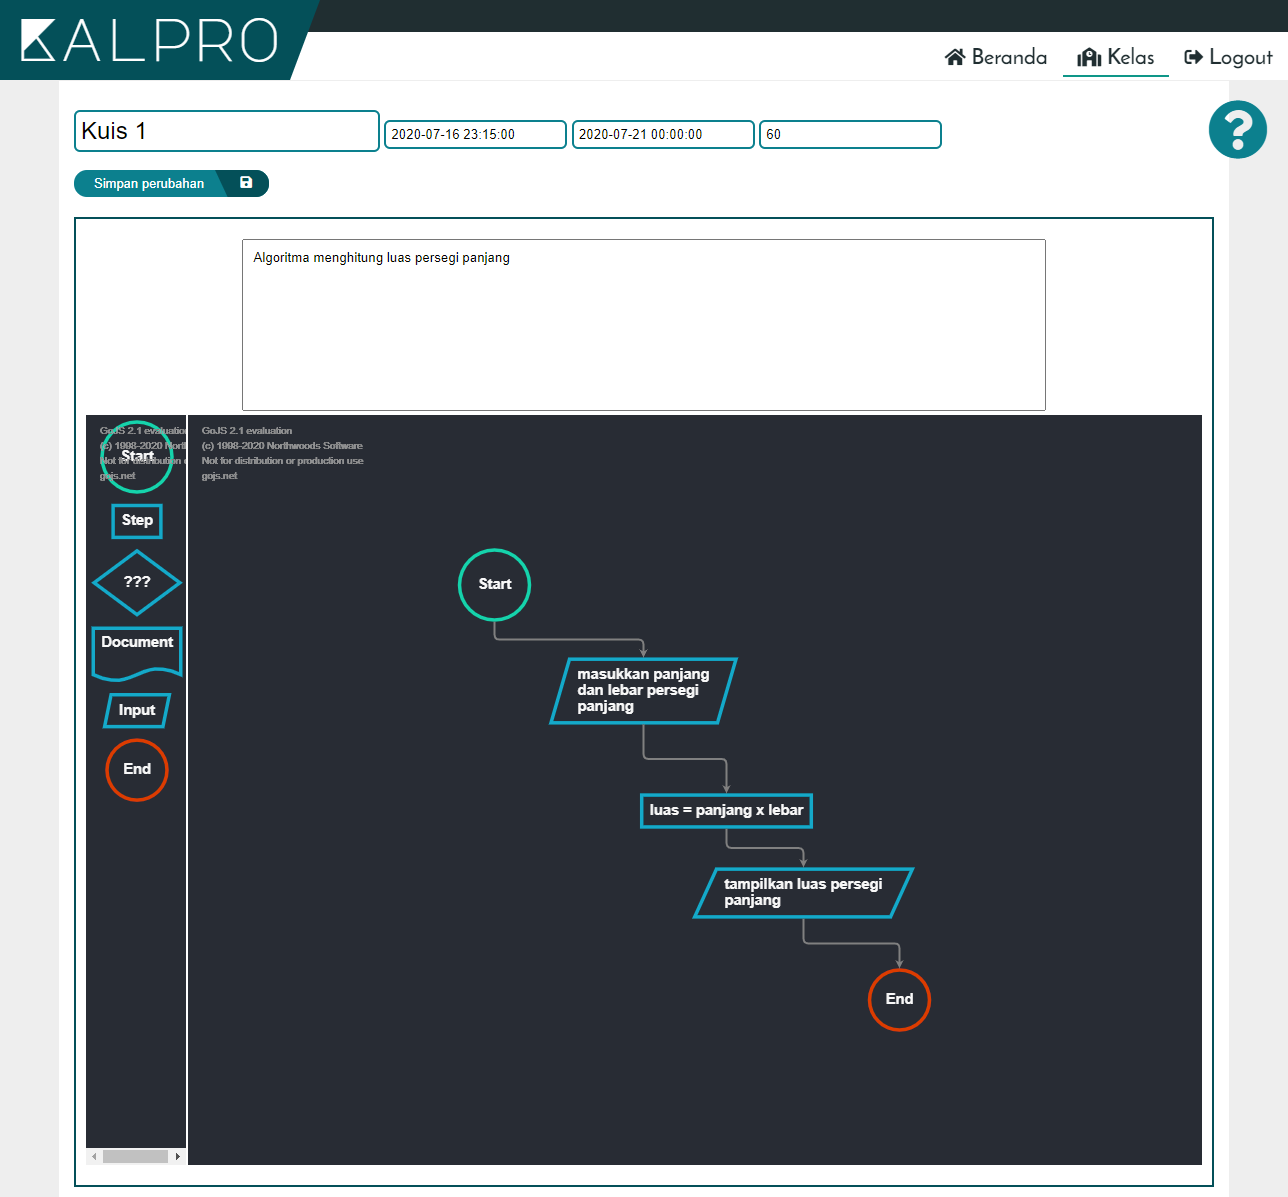 KALPRO
Beranda
Kelas
Logout
Kuis 1
2020-07-16 23:15:00
2020-07-21 00:00:00
60
?
Simpan perubahan
Algoritma menghitung luas persegi panjang
GoJS 2.1 evaluation
(c) 1998-2020 North
Not for distribution
gojs.net
Start
Step
???
Document
Input
End
GoJS 2.1 evaluation
(c) 1998-2020 Northwoods Software
Not for distribution or production use
gojs.net
Start
masukkan panjang
dan lebar persegi
panjang
luas = panjang x lebar
tampilkan luas persegi
panjang
End